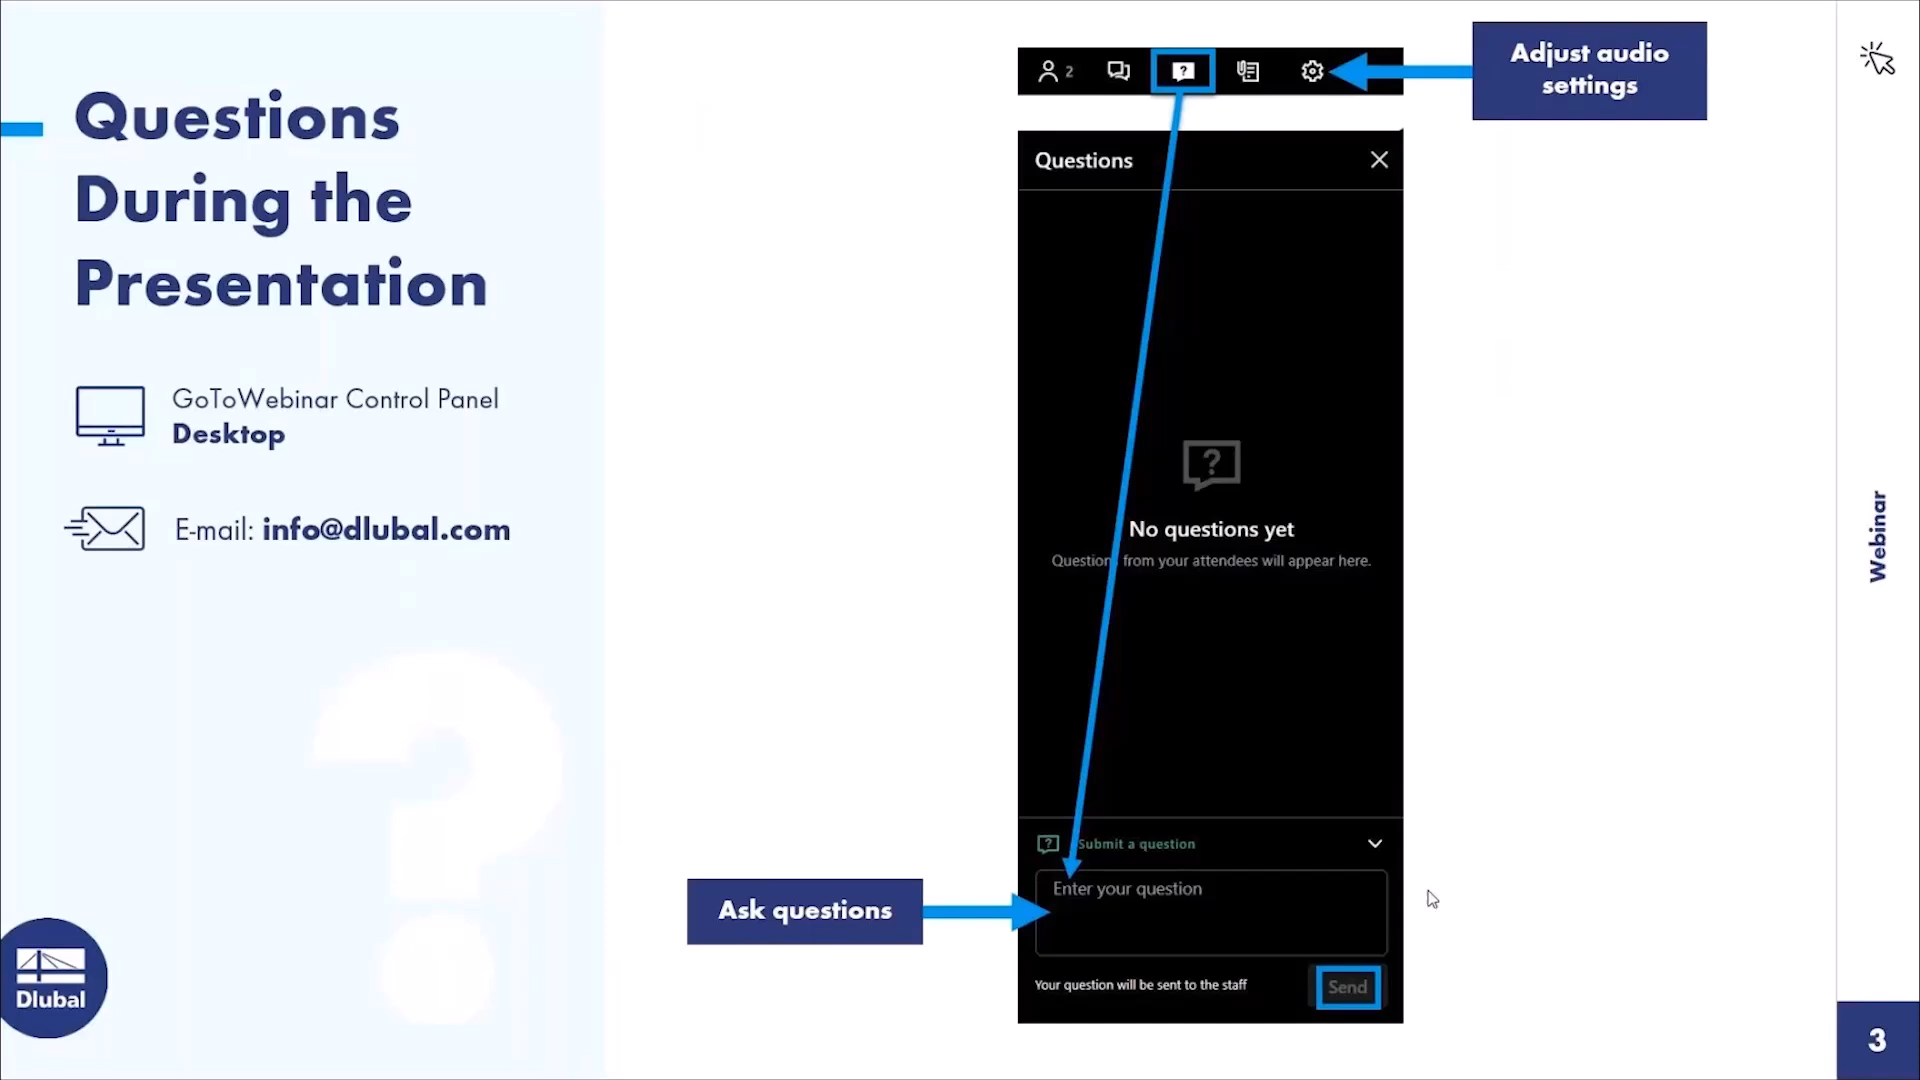 Questions
During the
Presentation
GoToWebinar Control Panel
Desktop
E-mail: info@dlubal.com
Dlubal
2
Adjust audio
settings
Questions
No questions yet
Questions from your attendees will appear here.
Submit a question
Enter your question
Ask questions
Your question will be sent to the staff
Send
Webinar
3